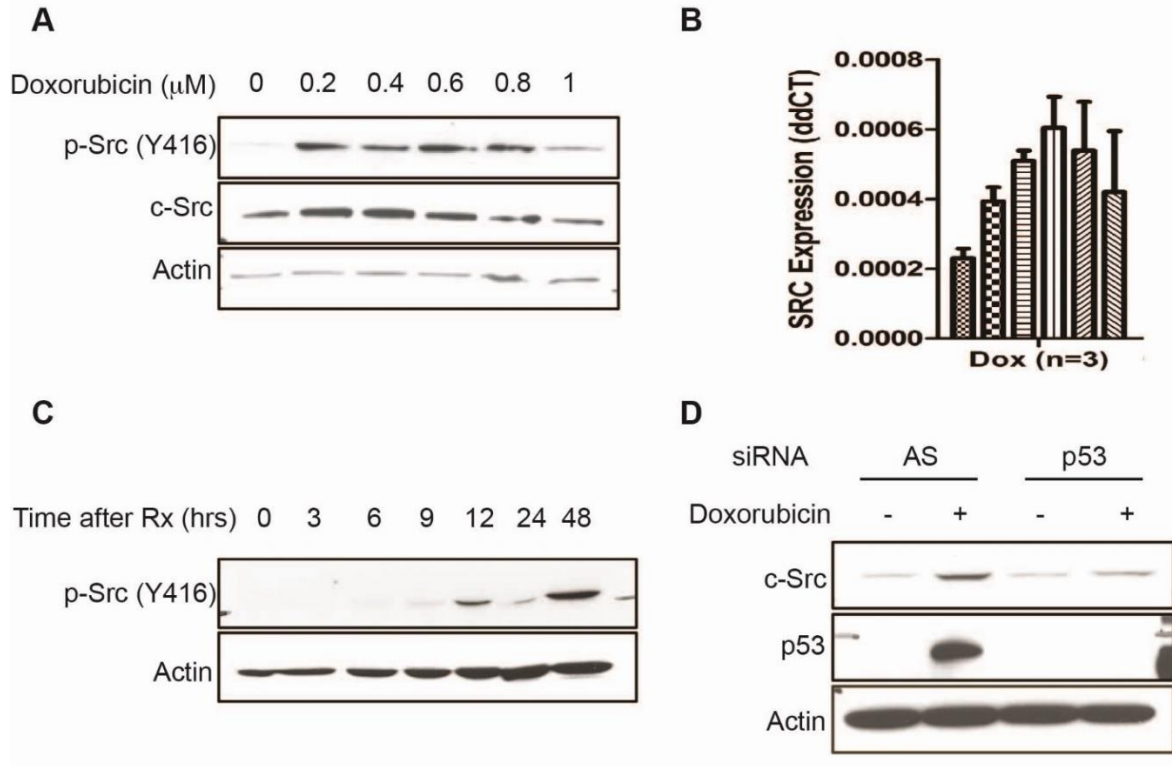 A
Doxorubicin (μM) 0 0.2 0.4 0.6 0.8 1
p-Src (Y416)
c-Src
Actin
B
SRC Expression (ddCT)
0.0008
0.0006
0.0004
0.0002
0.0000
Dox (n=3)
C
Time after Rx (hrs) 0 3 6 9 12 24 48
p-Src (Y416)
Actin
D
siRNA AS p53
Doxorubicin - + - +
c-Src
p53
Actin